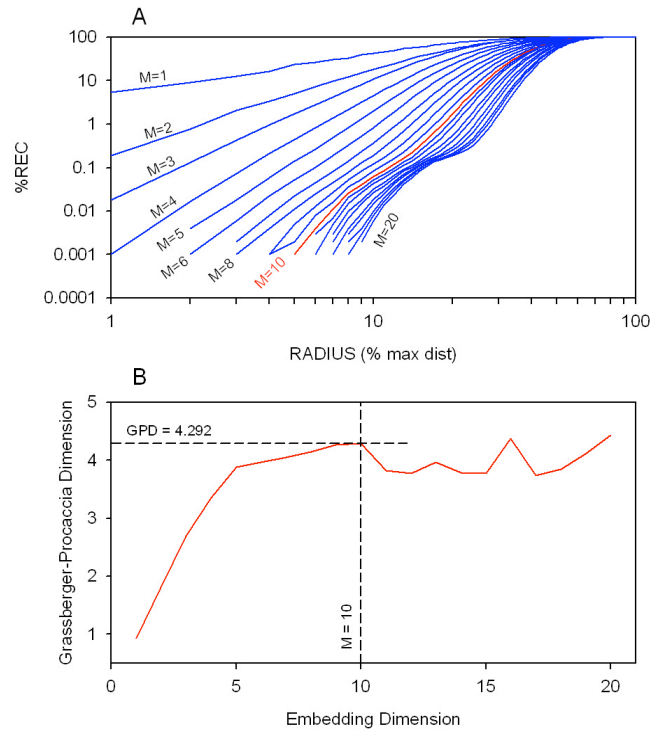 A
100
10
1
0.1
0.01
0.001
0.0001
%REC
M=1
M=2
M=3
M=4
M=5
M=6
M=8
M=10
M=20
1
10
100
RADIUS (% max dist)
B
5
4
3
2
1
Grassberger-Procaccia Dimension
GPD = 4.292
M = 10
0
5
10
15
20
Embedding Dimension